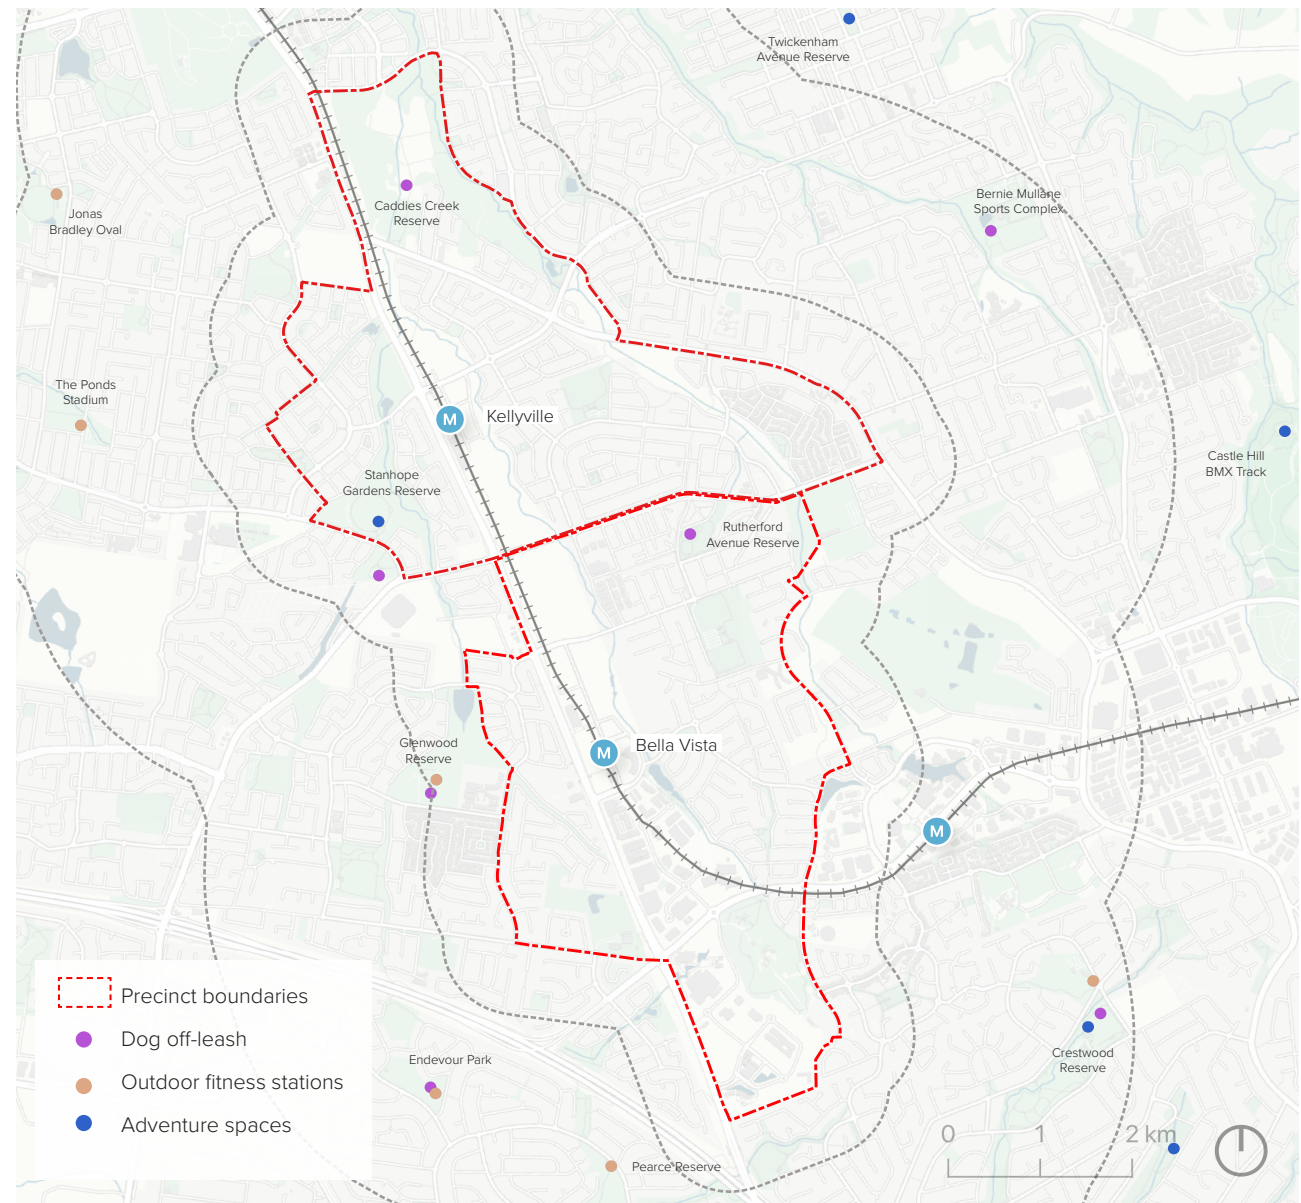 Twickenham
Avenue Reserve
Bernie Mullane
Sports Complex
Caddies Creek
Reserve
Jonas
Bradley Oval
The Ponds
Stadium
M
Kellyville
Castle Hill
BMX Track
Stanhope
Gardens Reserve
Rutherford
Avenue Reserve
Glenwood
Reserve
M
Bella Vista
M
Precinct boundaries
Dog off-leash
Outdoor fitness stations
Adventure spaces
Endevour Park
Crestwood
Reserve
Pearce Reserve
0 1 2 km